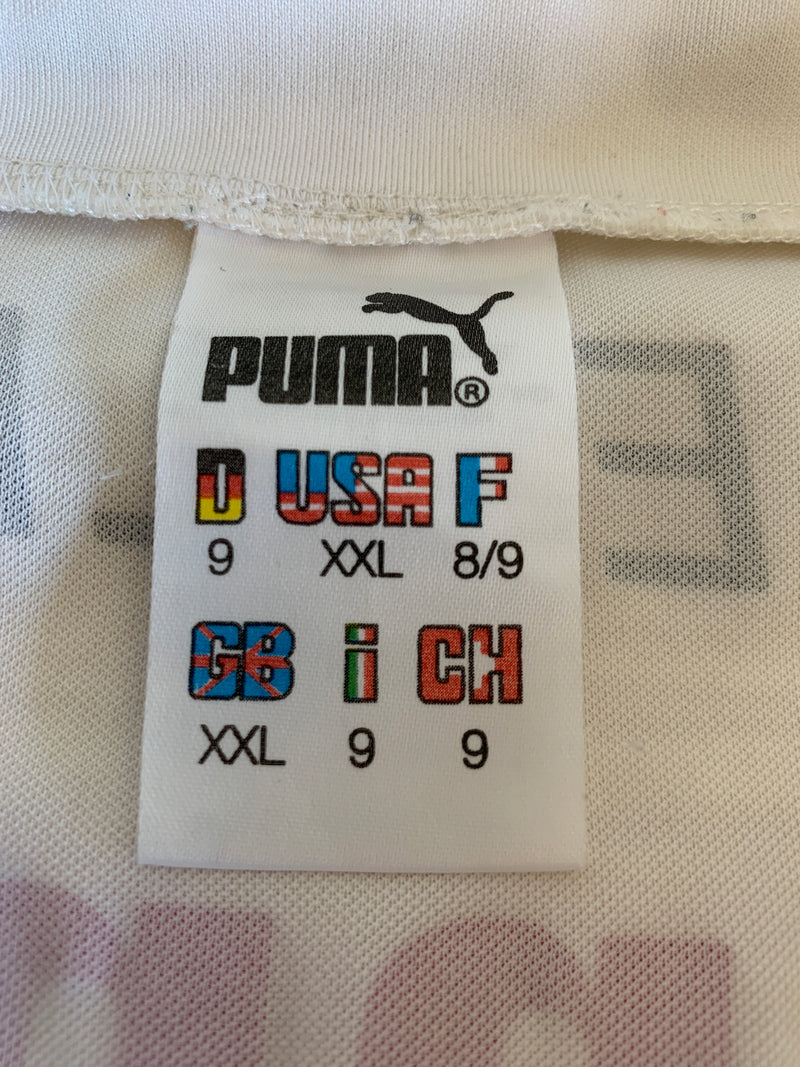 PUMA®
D USA F
9 XXL 8/9
GB i CH
XXL 9 9